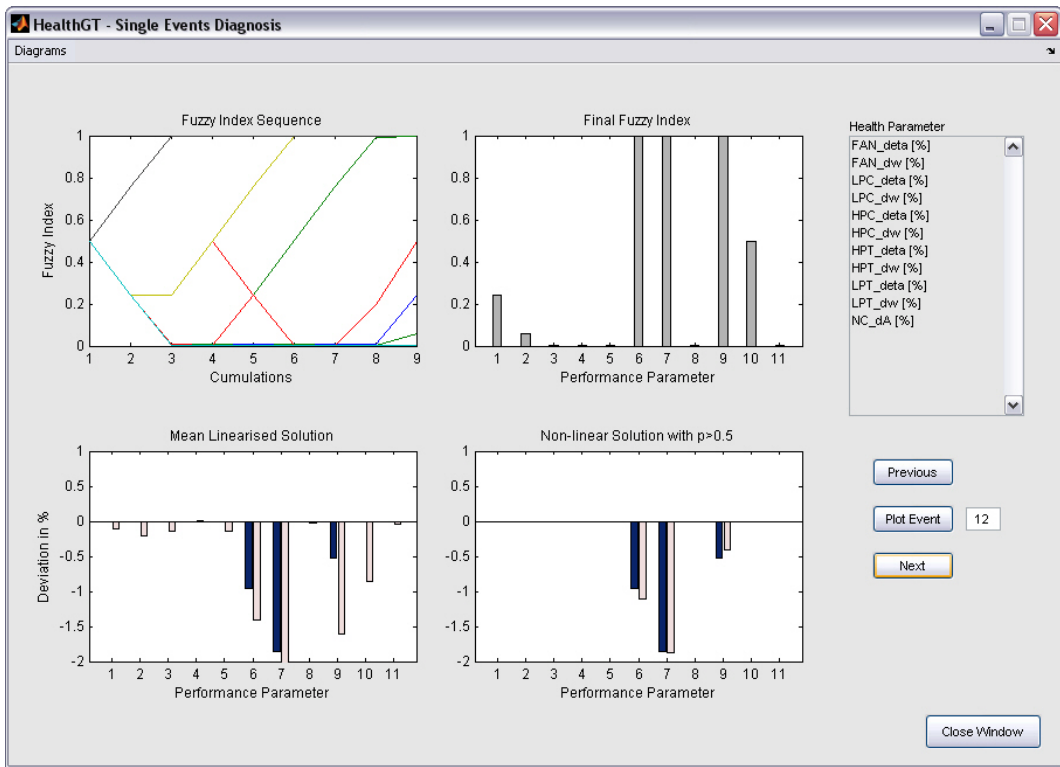 HealthGT - Single Events Diagnosis
Diagrams
Fuzzy Index Sequence
Fuzzy Index
1
0.8
0.6
0.4
0.2
0
1 2 3 4 5 6 7 8 9
Cumulations
Final Fuzzy Index
1
0.8
0.6
0.4
0.2
0
1 2 3 4 5 6 7 8 9 10 11
Performance Parameter
Health Parameter
FAN_deta [%]
FAN_dw [%]
LPC_deta [%]
LPC_dw [%]
HPC_deta [%]
HPC_dw [%]
HPT_deta [%]
HPT_dw [%]
LPT_deta [%]
LPT_dw [%]
NC_dA [%]
Mean Linearised Solution
Deviation in %
1
0.5
0
-0.5
-1
-1.5
-2
1 2 3 4 5 6 7 8 9 10 11
Performance Parameter
Non-linear Solution with p>0.5
1
0.5
0
-0.5
-1
-1.5
-2
1 2 3 4 5 6 7 8 9 10 11
Performance Parameter
Previous
Plot Event 12
Next
Close Window